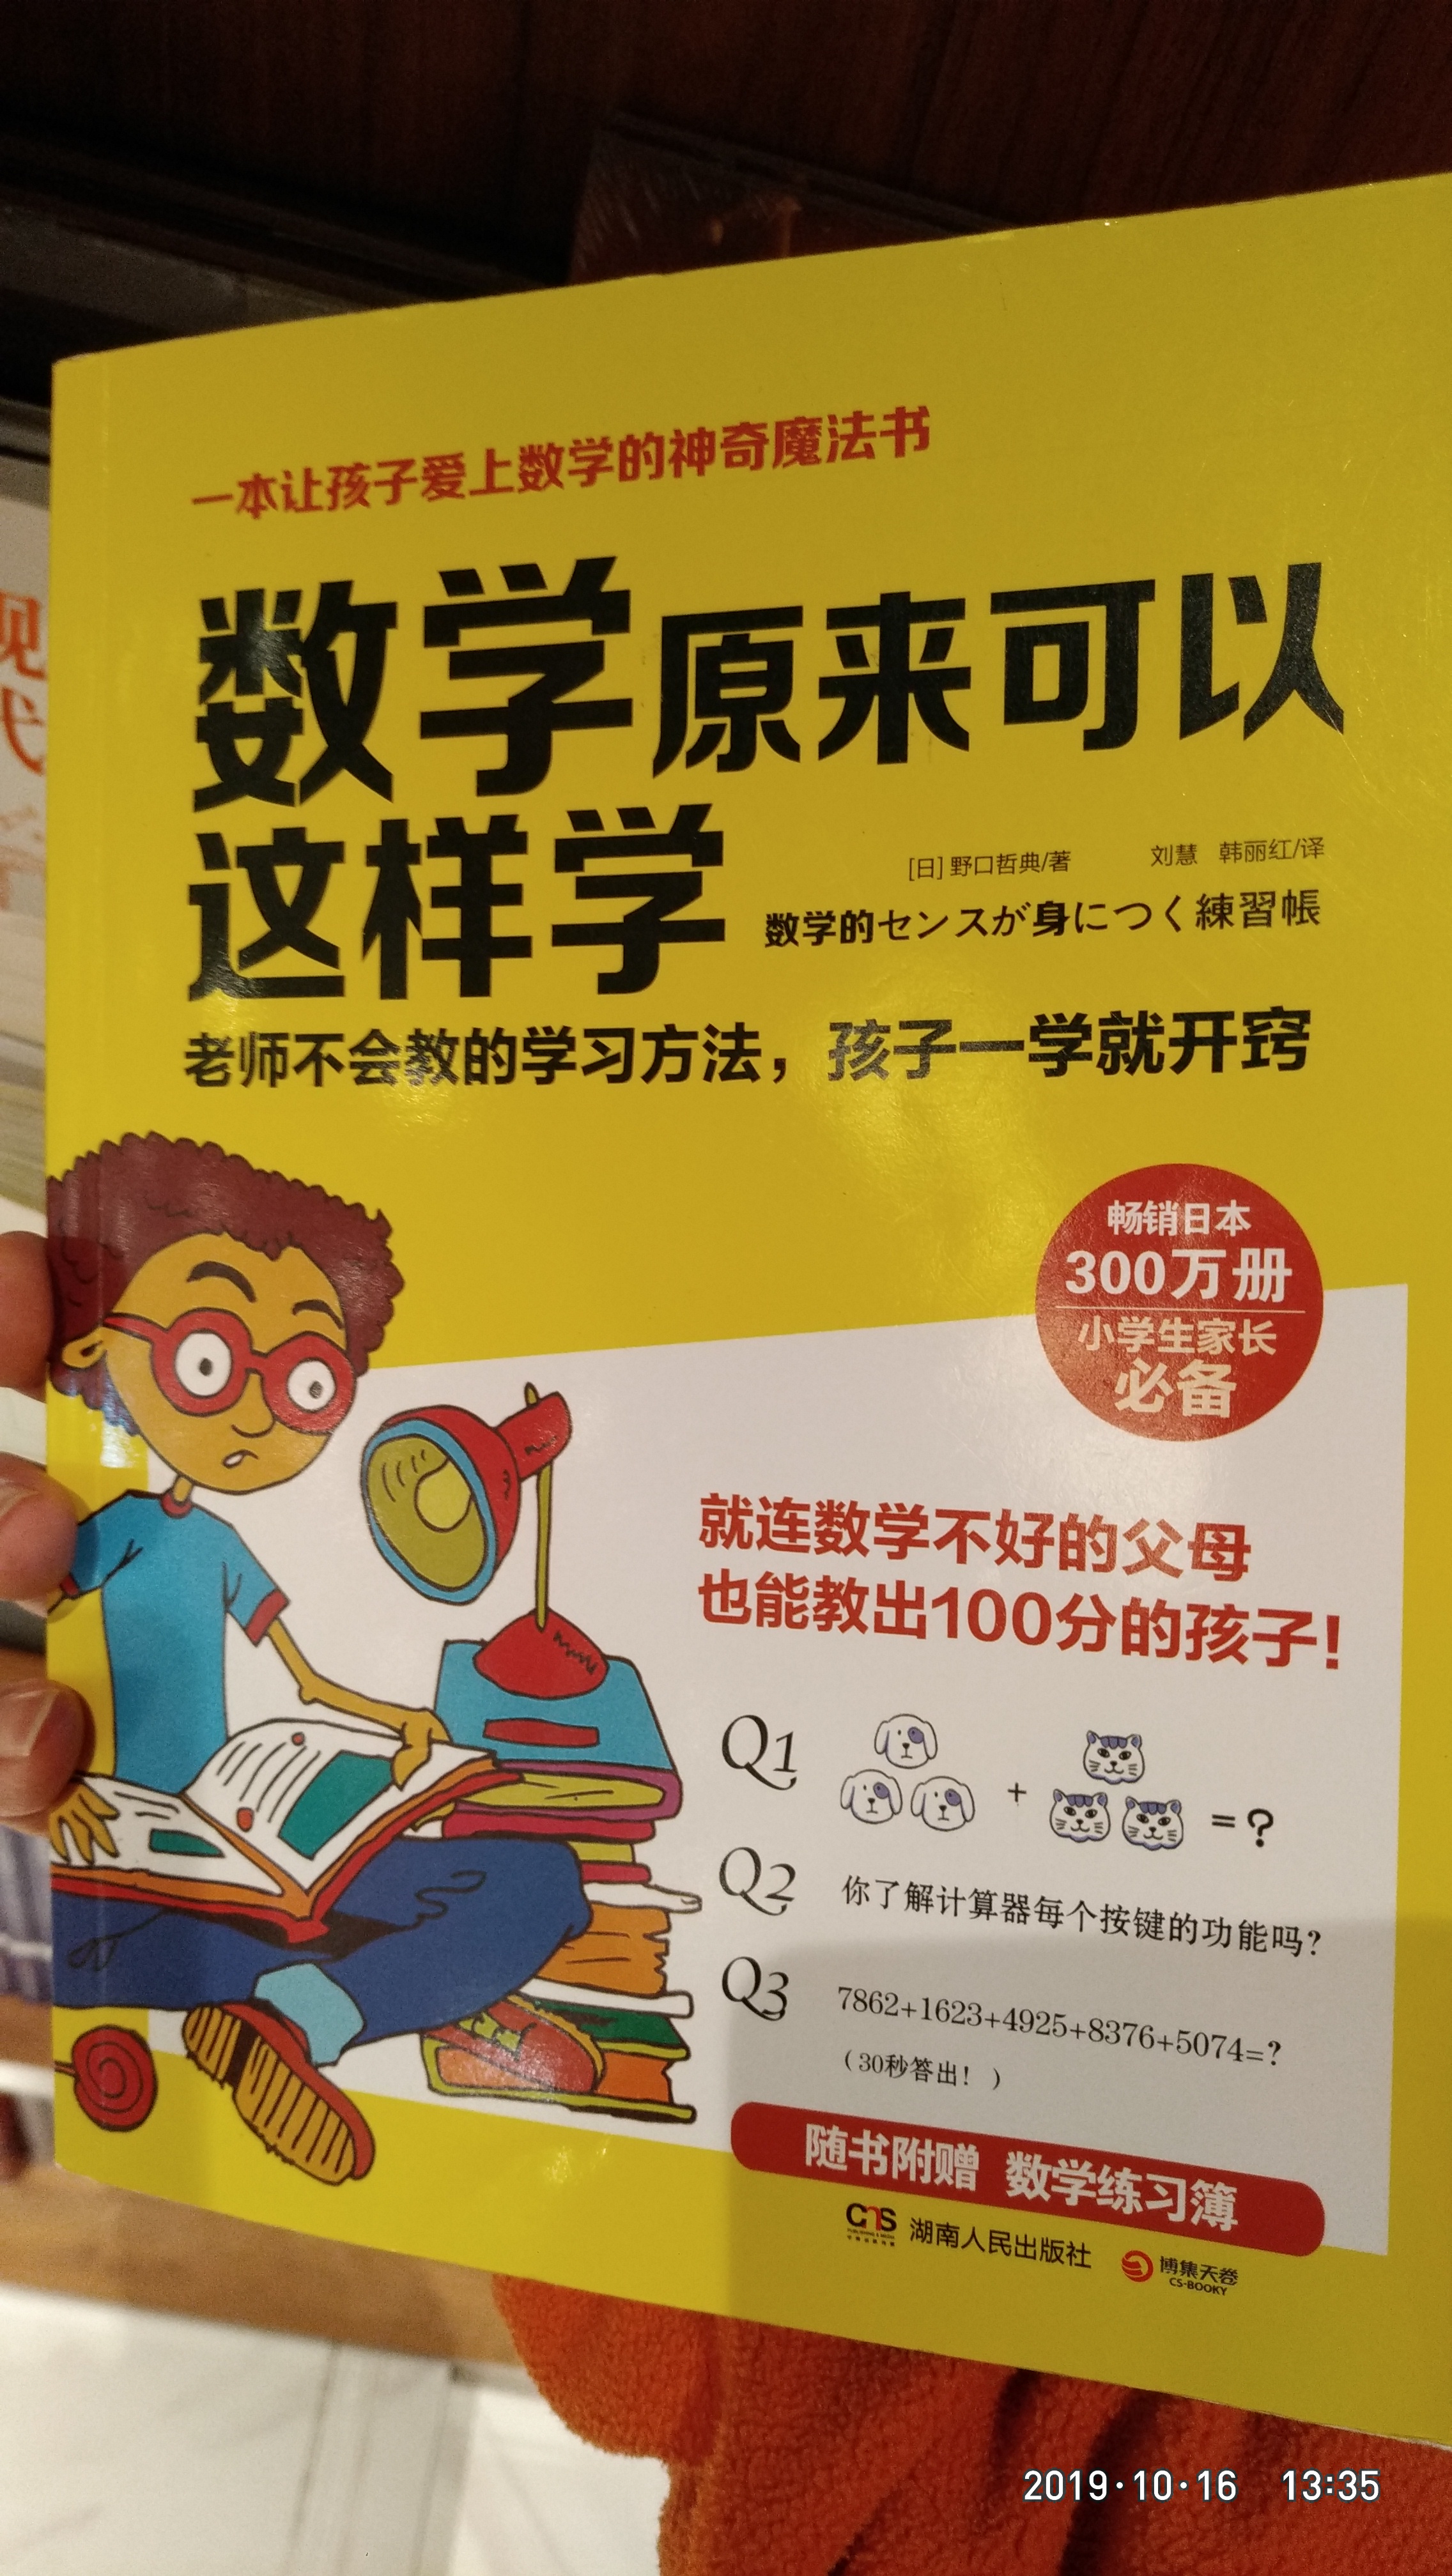 一本让孩子爱上数学的神奇魔法书
数学原来可以
这样学
[日] 野口哲典/著 刘慧 韩丽红/译
数学的センスが身につく練習帳
老师不会教的学习方法，孩子一学就开窍
畅销日本
300万册
小学生家长
必备
就连数学不好的父母
也能教出100分的孩子！
Q1 + =?
Q2 你了解计算器每个按键的功能吗?
Q3 7862+1623+4925+8376+5074=?
（30秒答出！）
随书附赠 数学练习簿
湖南人民出版社
博集天卷
CS-BOOKY
2019·10·16 13:35